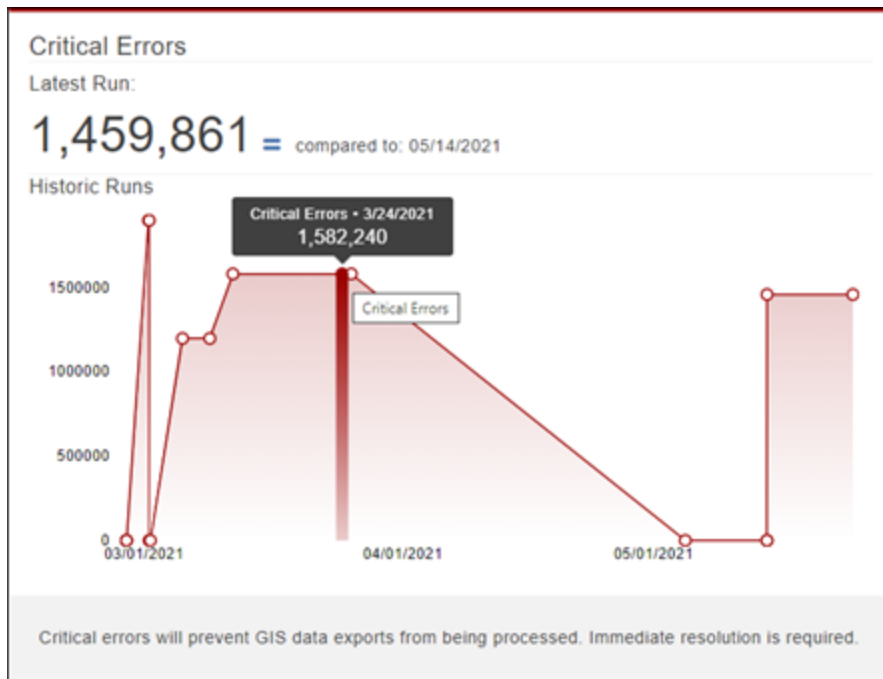 Critical Errors
Latest Run:
1,459,861 = compared to: 05/14/2021
Historic Runs
Critical Errors • 3/24/2021
1,582,240
1500000
Critical Errors
1000000
500000
0
03/01/2021 04/01/2021 05/01/2021
Critical errors will prevent GIS data exports from being processed. Immediate resolution is required.